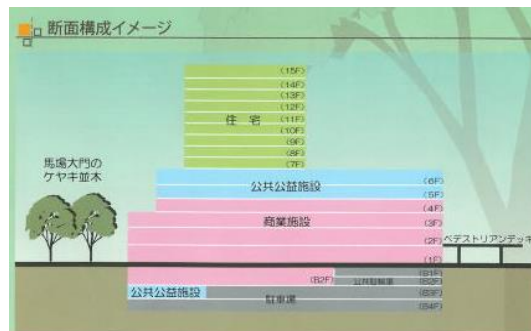 断面構成イメージ
(15F)
(14F)
(13F)
(12F)
住 宅 (11F)
(10F)
(9F)
(8F)
(7F)
馬場大門の
ケヤキ並木
公共公益施設 (6F)
(5F)
(4F)
商業施設 (3F)
(2F) ペデストリアンデッキ
(1F)
(B1F)
(B2F) 公共駐輪場 (B2F)
公共公益施設 (B3F)
駐車場
(B4F)